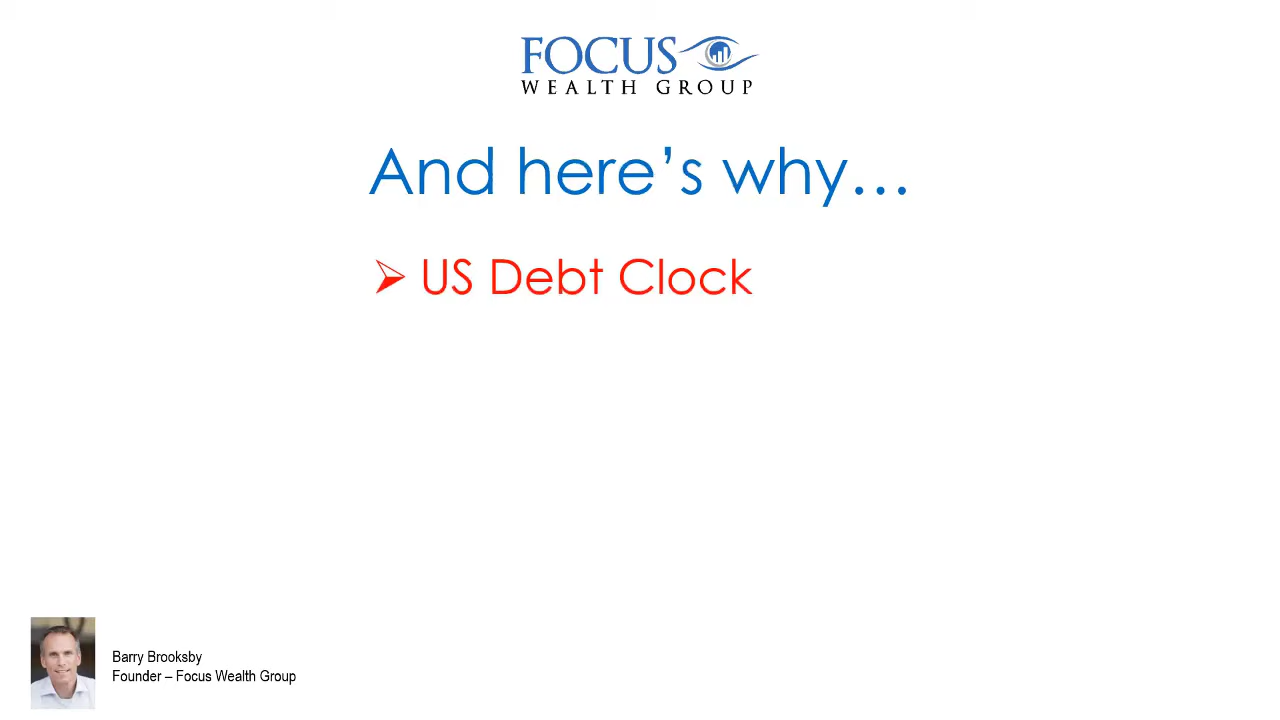 FOCUS
WEALTH GROUP
And here’s why…
US Debt Clock
Barry Brooksby
Founder – Focus Wealth Group